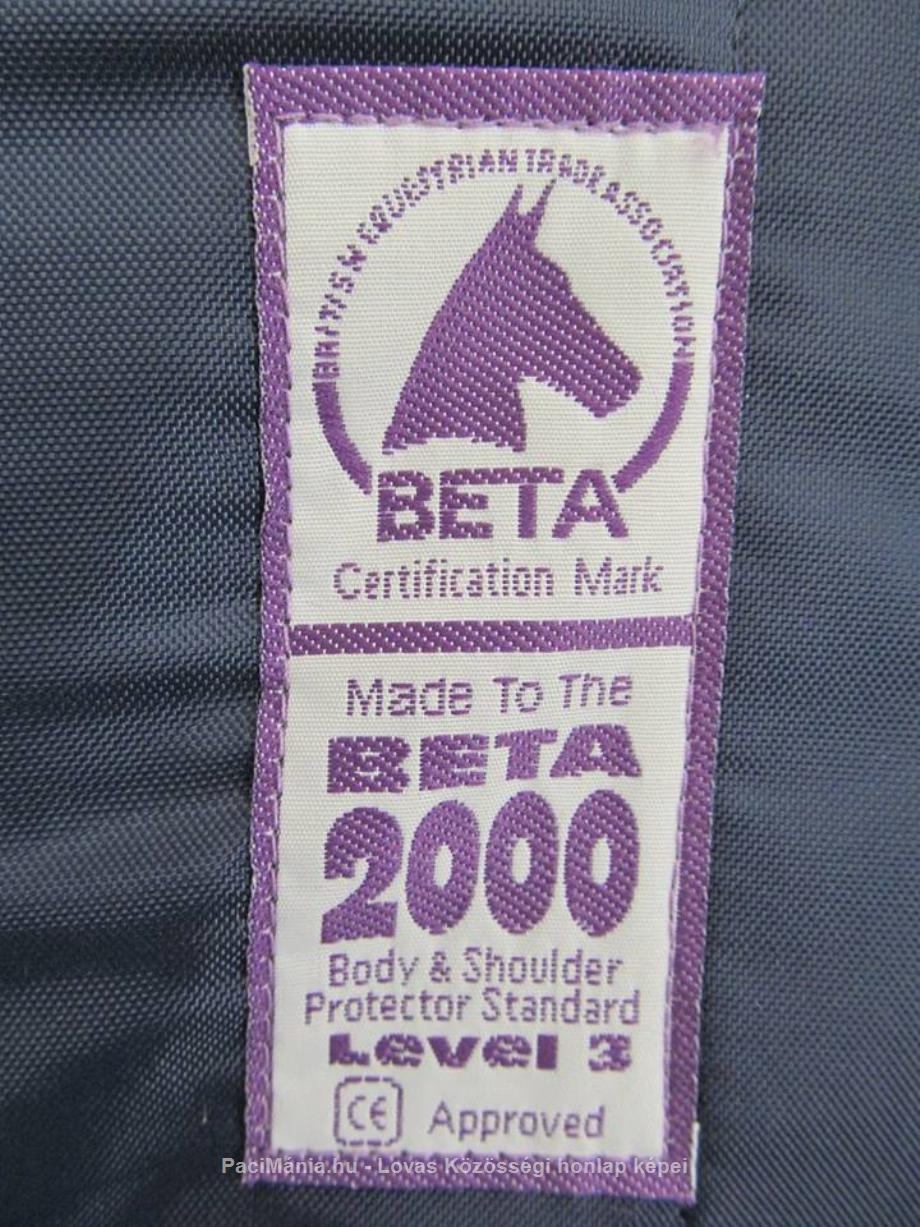 BRITISH EQUESTRIAN TRADE ASSOCIATION
BETA
Certification Mark
Made To The
BETA
2000
Body & Shoulder
Protector Standard
Level 3
CE Approved
PaciMánia.hu - Lovas Közösségi honlap képei